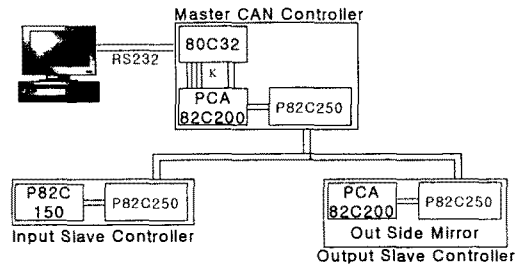 Master CAN Controller
80C32
RS232
K
PCA
82C200
P82C250
P82C
150
P82C250
Input Slave Controller
PCA
82C200
P82C250
Out Side Mirror
Output Slave Controller